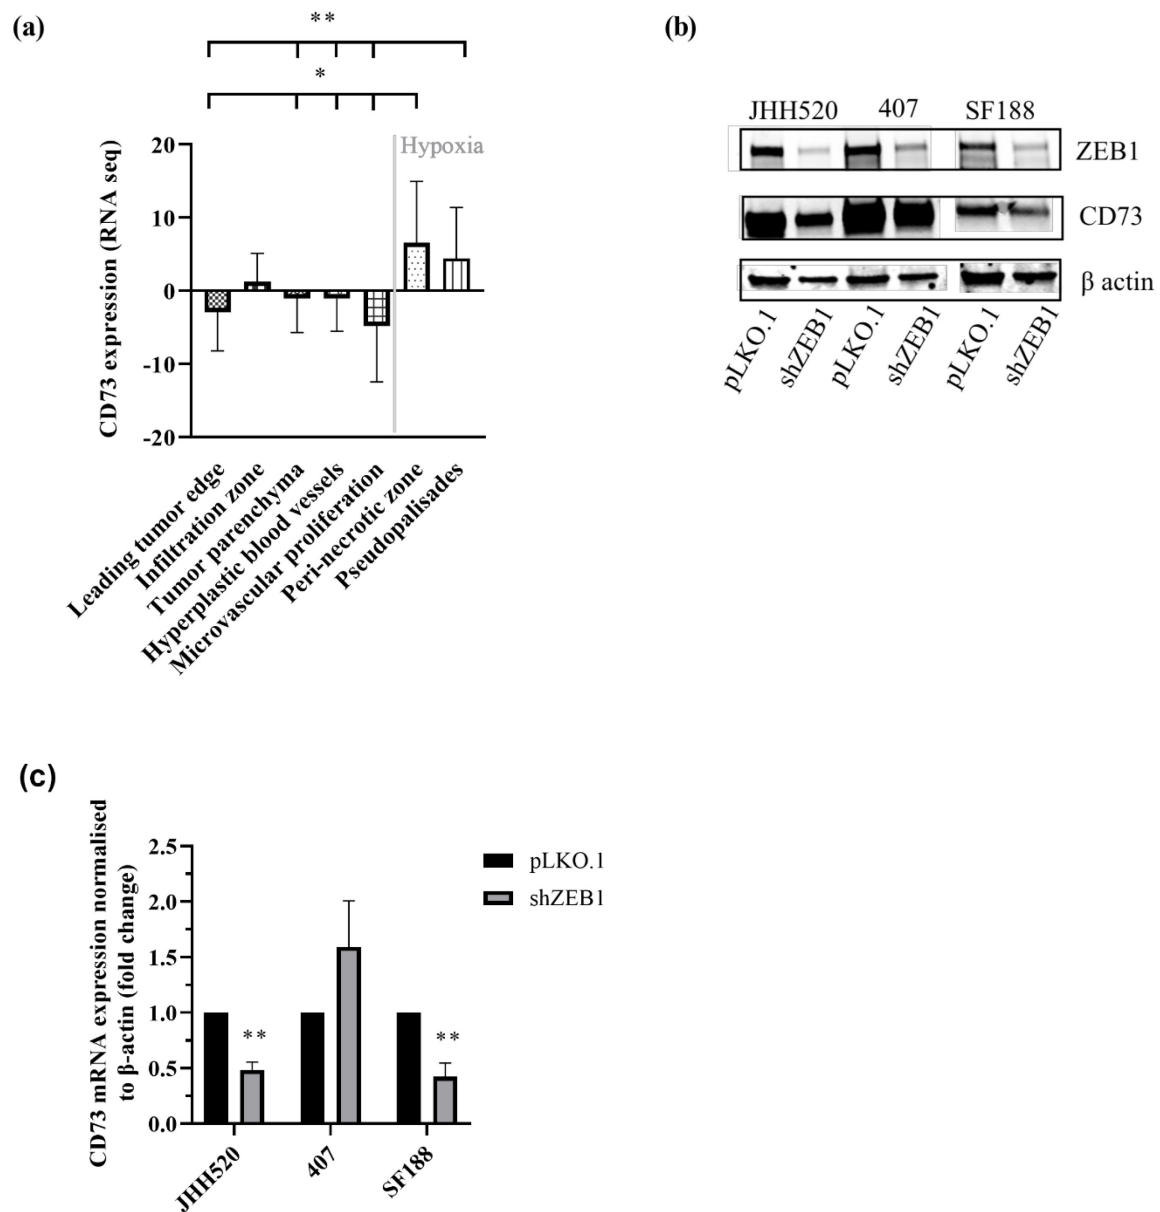 (a)
**
*
Hypoxia
CD73 expression (RNA seq)
20
10
0
-10
-20
Leading tumor edge
Infiltration zone
Tumor parenchyma
Hyperplastic blood vessels
Microvascular proliferation
Peri-necrotic zone
Pseudopalisades
(b)
JHH520 407 SF188
ZEB1
CD73
β actin
pLKO.1
shZEB1
pLKO.1
shZEB1
pLKO.1
shZEB1
(c)
CD73 mRNA expression normalised
to β-actin (fold change)
2.5
2.0
1.5
1.0
0.5
0.0
**
**
JHH520
407
SF188
pLKO.1
shZEB1